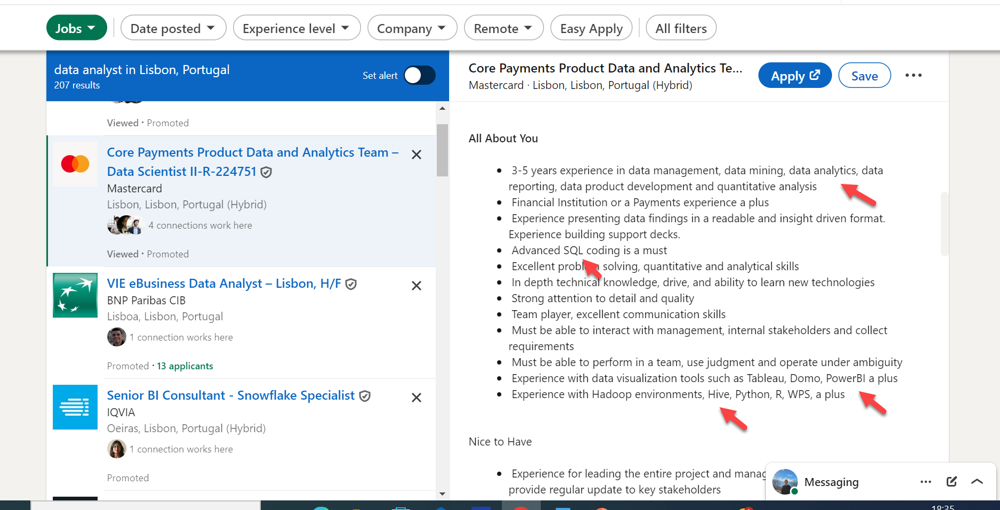 Jobs
Date posted
Experience level
Company
Remote
Easy Apply
All filters
data analyst in Lisbon, Portugal
207 results
Set alert
Viewed · Promoted
Core Payments Product Data and Analytics Team –
Data Scientist II-R-224751
Mastercard
Lisbon, Lisbon, Portugal (Hybrid)
4 connections work here
Viewed · Promoted
VIE eBusiness Data Analyst – Lisbon, H/F
BNP Paribas CIB
Lisboa, Lisbon, Portugal
1 connection works here
Promoted · 13 applicants
Senior BI Consultant - Snowflake Specialist
IQVIA
Oeiras, Lisbon, Portugal (Hybrid)
1 connection works here
Promoted
Core Payments Product Data and Analytics Te...
Mastercard · Lisbon, Lisbon, Portugal (Hybrid)
Apply
Save
All About You
• 3-5 years experience in data management, data mining, data analytics, data
reporting, data product development and quantitative analysis
• Financial Institution or a Payments experience a plus
• Experience presenting data findings in a readable and insight driven format.
Experience building support decks.
• Advanced SQL coding is a must
• Excellent problem solving, quantitative and analytical skills
• In depth technical knowledge, drive, and ability to learn new technologies
• Strong attention to detail and quality
• Team player, excellent communication skills
• Must be able to interact with management, internal stakeholders and collect
requirements
• Must be able to perform in a team, use judgment and operate under ambiguity
• Experience with data visualization tools such as Tableau, Domo, PowerBI a plus
• Experience with Hadoop environments, Hive, Python, R, WPS, a plus
Nice to Have
• Experience for leading the entire project and
provide regular update to key stakeholders
Messaging
18:35